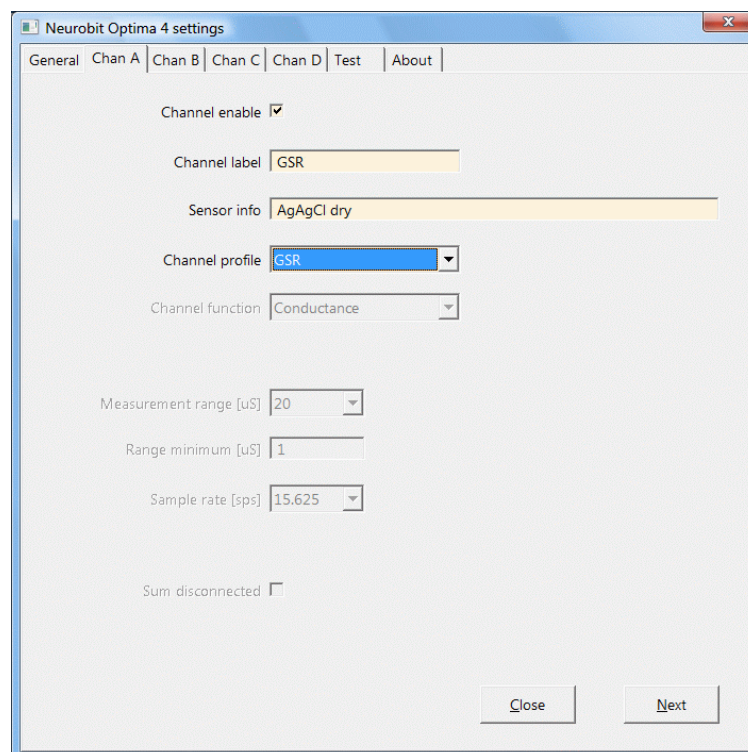 Neurobit Optima 4 settings
General Chan A Chan B Chan C Chan D Test About
Channel enable
Channel label GSR
Sensor info AgAgCl dry
Channel profile GSR
Channel function Conductance
Measurement range [uS] 20
Range minimum [uS] 1
Sample rate [sps] 15.625
Sum disconnected
Close Next